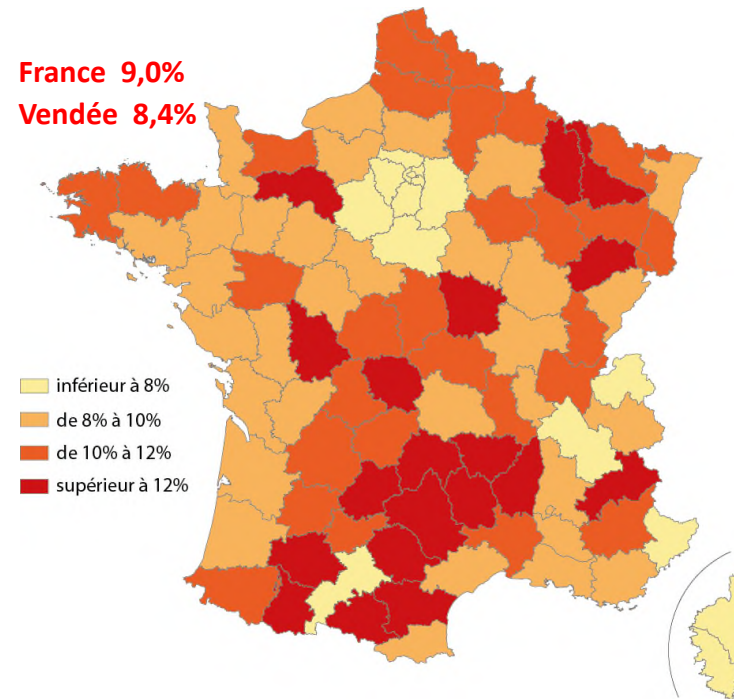 France 9,0%
Vendée 8,4%
inférieur à 8%
de 8% à 10%
de 10% à 12%
supérieur à 12%